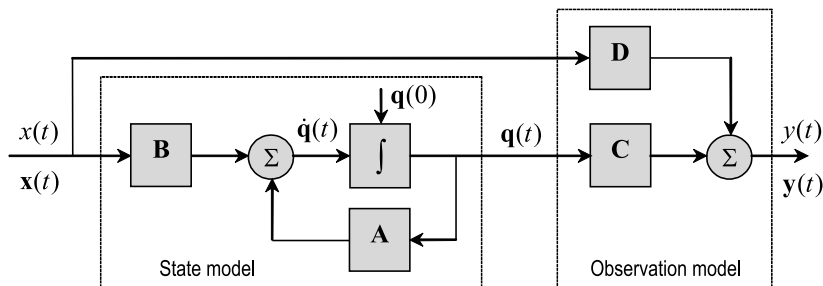 D
q(0)
x(t)
B
Σ
q̇(t)
∫
q(t)
C
Σ
y(t)
x(t)
y(t)
A
State model
Observation model